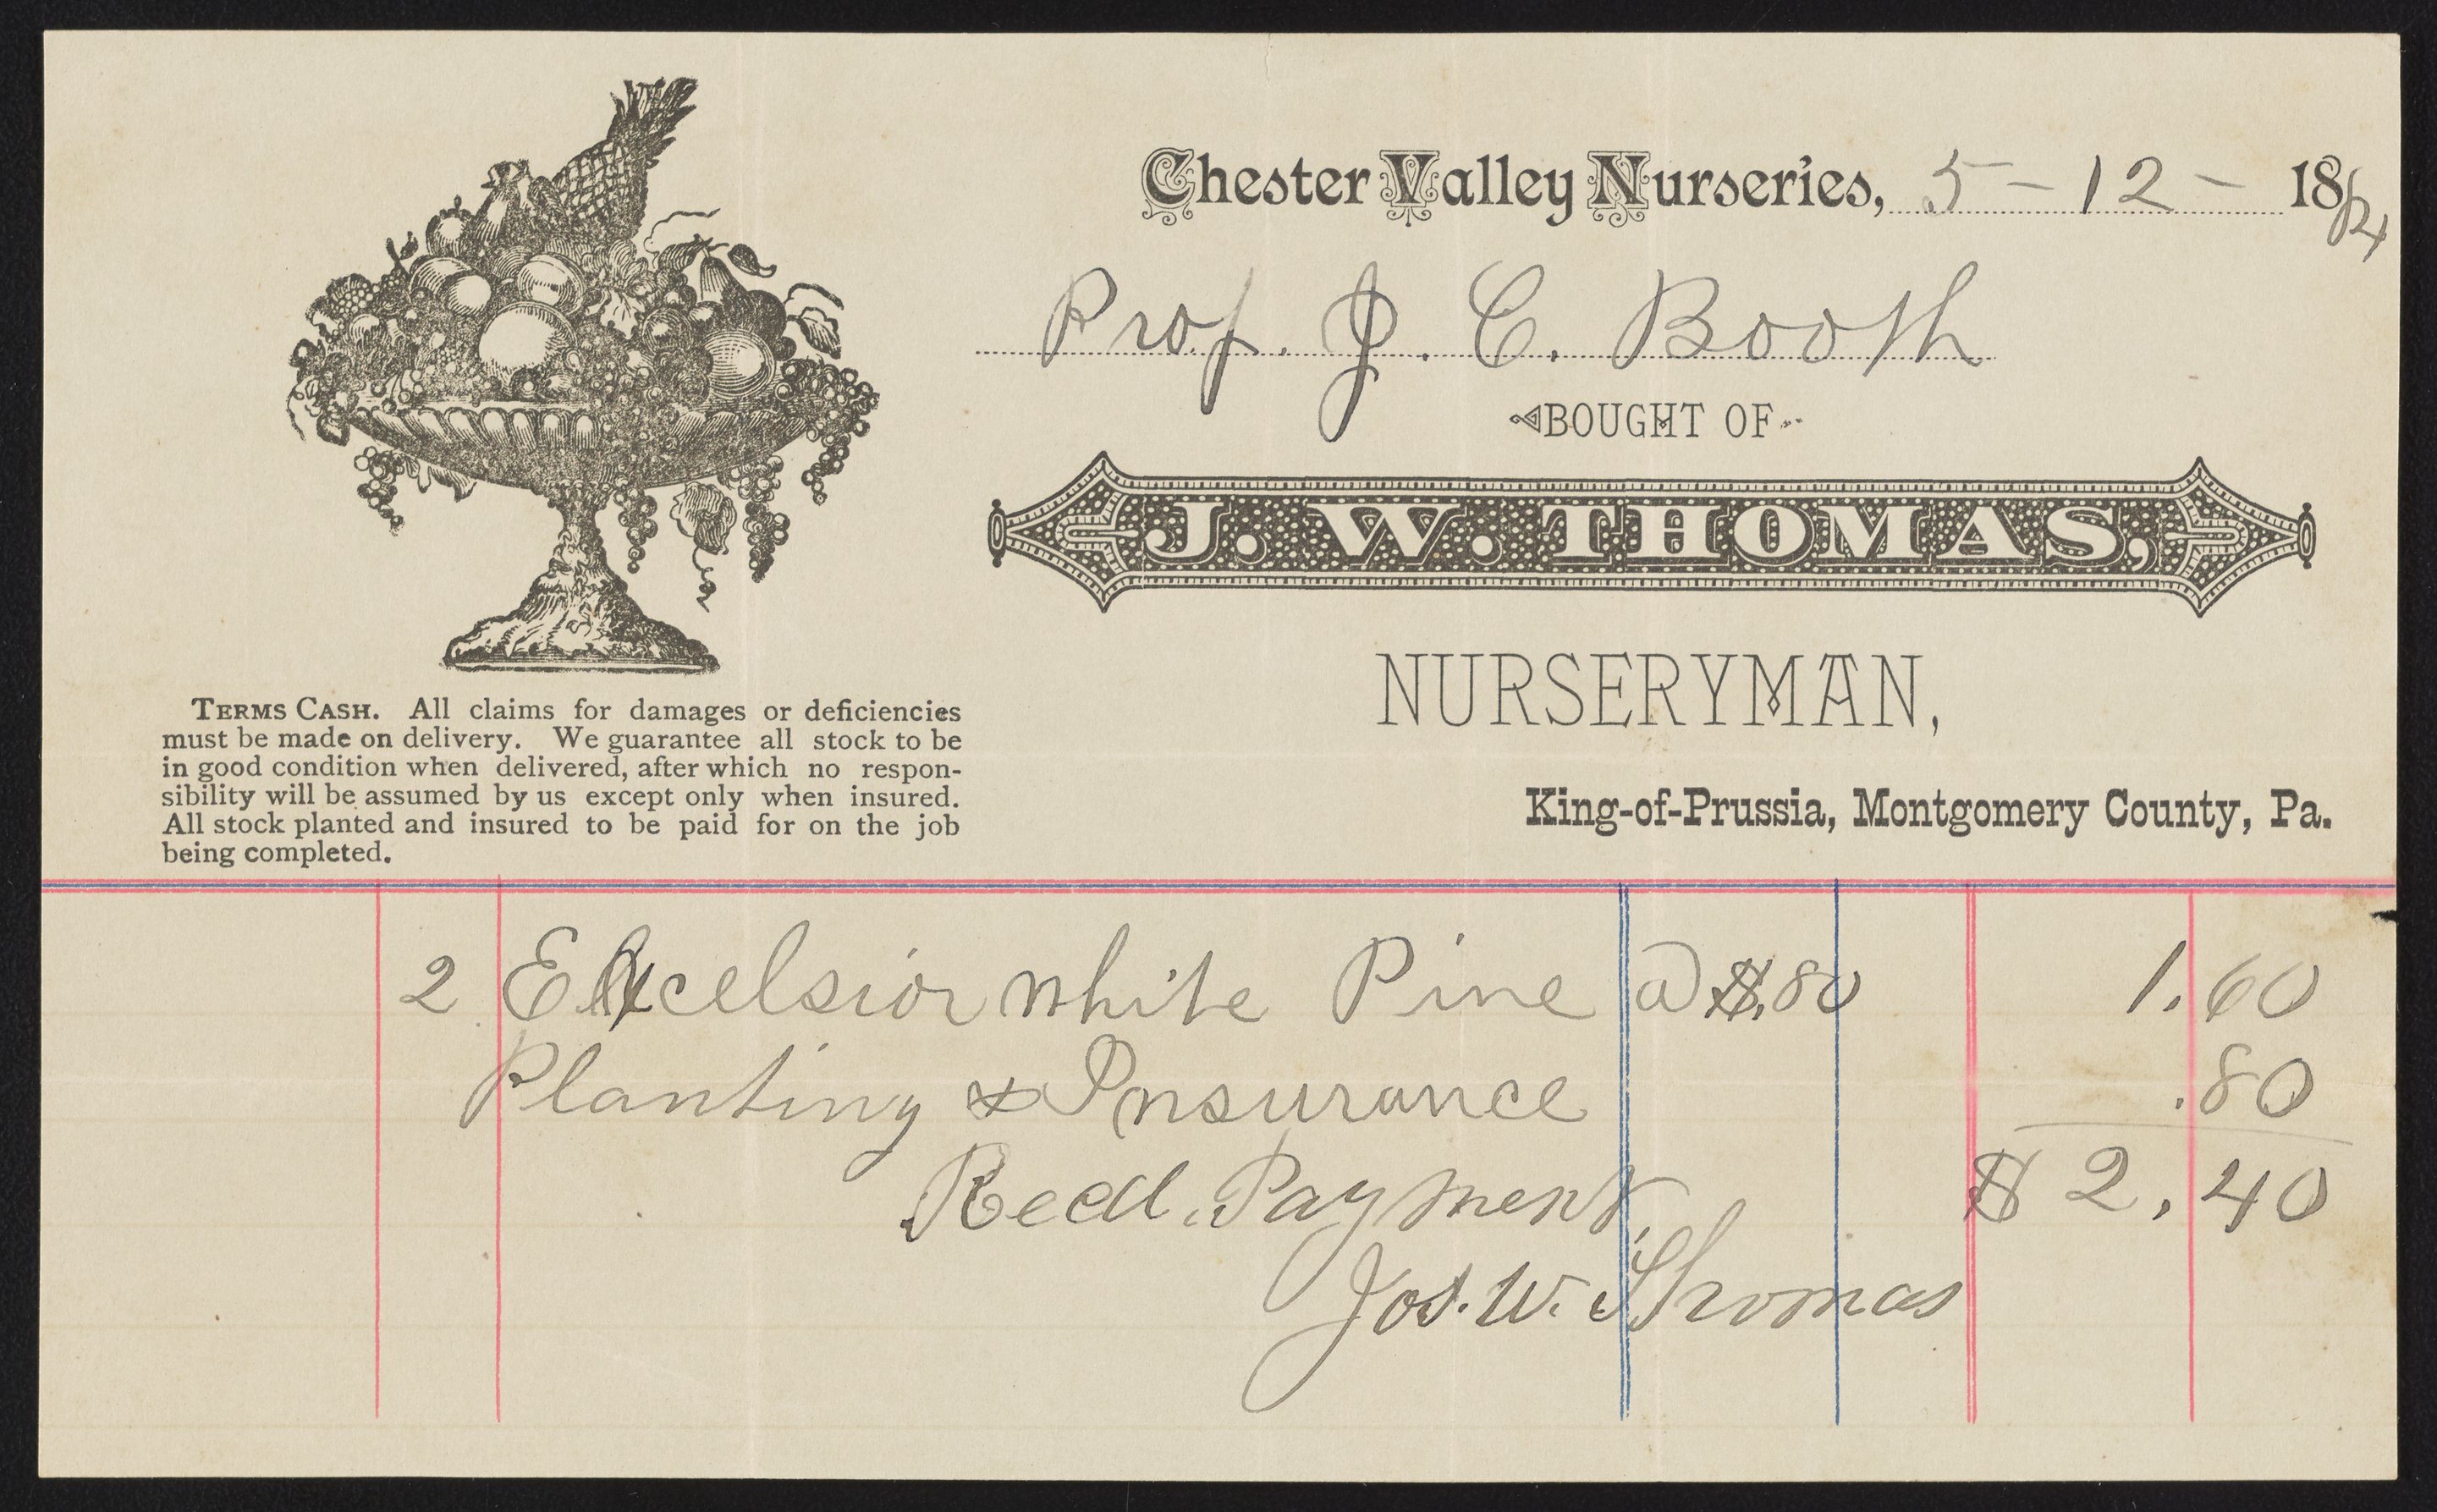 Chester Valley Nurseries, 5-12- 1884
Prof. J. C. Booth
BOUGHT OF
J. W. THOMAS,
NURSERYMAN,
King-of-Prussia, Montgomery County, Pa.
TERMS CASH. All claims for damages or deficiencies
must be made on delivery. We guarantee all stock to be
in good condition when delivered, after which no respon-
sibility will be assumed by us except only when insured.
All stock planted and insured to be paid for on the job
being completed.
2 Excelsior white Pine @ $.80 1.60
Planting & Insurance .80
$ 2.40
Recd. Payment
Jos. W. Thomas